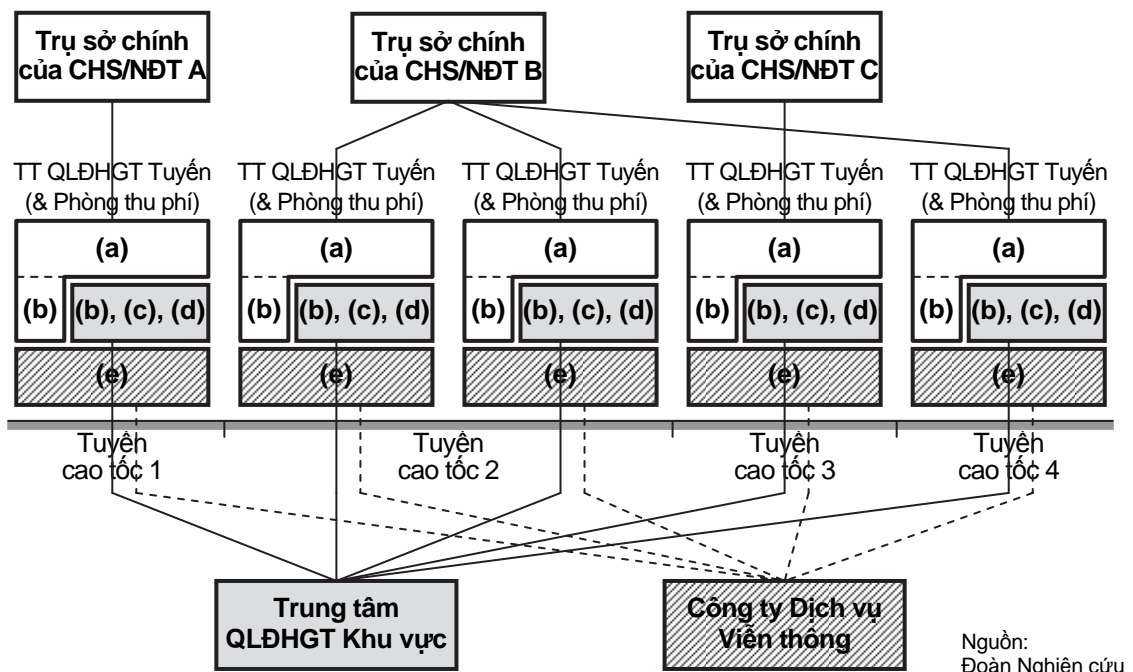 Trụ sở chính
của CHS/NĐT A
Trụ sở chính
của CHS/NĐT B
Trụ sở chính
của CHS/NĐT C
TT QLĐHGT Tuyến
(& Phòng thu phí)
TT QLĐHGT Tuyến
(& Phòng thu phí)
TT QLĐHGT Tuyến
(& Phòng thu phí)
TT QLĐHGT Tuyến
(& Phòng thu phí)
TT QLĐHGT Tuyến
(& Phòng thu phí)
(a)
(a)
(a)
(a)
(a)
(b)
(b), (c), (d)
(b)
(b), (c), (d)
(b)
(b), (c), (d)
(b)
(b), (c), (d)
(b)
(b), (c), (d)
(e)
(e)
(e)
(e)
(e)
Tuyến
cao tốc 1
Tuyến
cao tốc 2
Tuyến
cao tốc 3
Tuyến
cao tốc 4
Trung tâm
QLĐHGT Khu vực
Công ty Dịch vụ
Viễn thông
Nguồn:
Đoàn Nghiên cứu